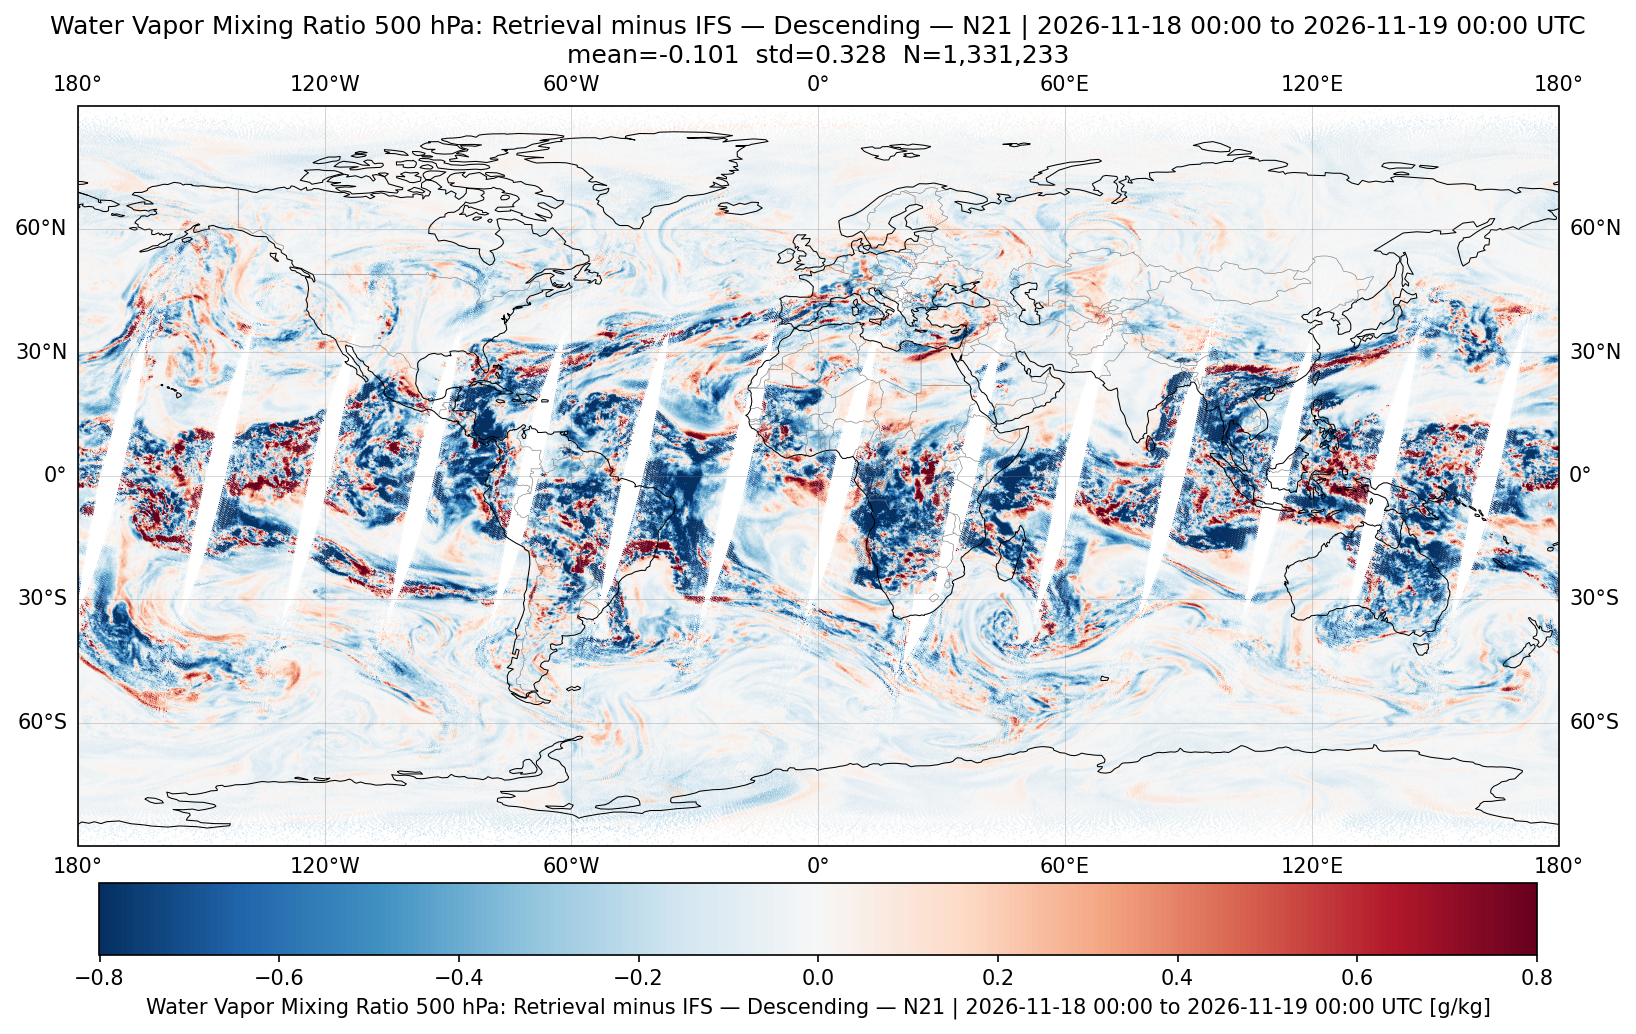 Water Vapor Mixing Ratio 500 hPa: Retrieval minus IFS — Descending — N21 | 2026-11-18 00:00 to 2026-11-19 00:00 UTC
mean=-0.101 std=0.328 N=1,331,233
180° 120°W 60°W 0° 60°E 120°E 180°
60°N 60°N
30°N 30°N
0° 0°
30°S 30°S
60°S 60°S
180° 120°W 60°W 0° 60°E 120°E 180°
−0.8 −0.6 −0.4 −0.2 0.0 0.2 0.4 0.6 0.8
Water Vapor Mixing Ratio 500 hPa: Retrieval minus IFS — Descending — N21 | 2026-11-18 00:00 to 2026-11-19 00:00 UTC [g/kg]